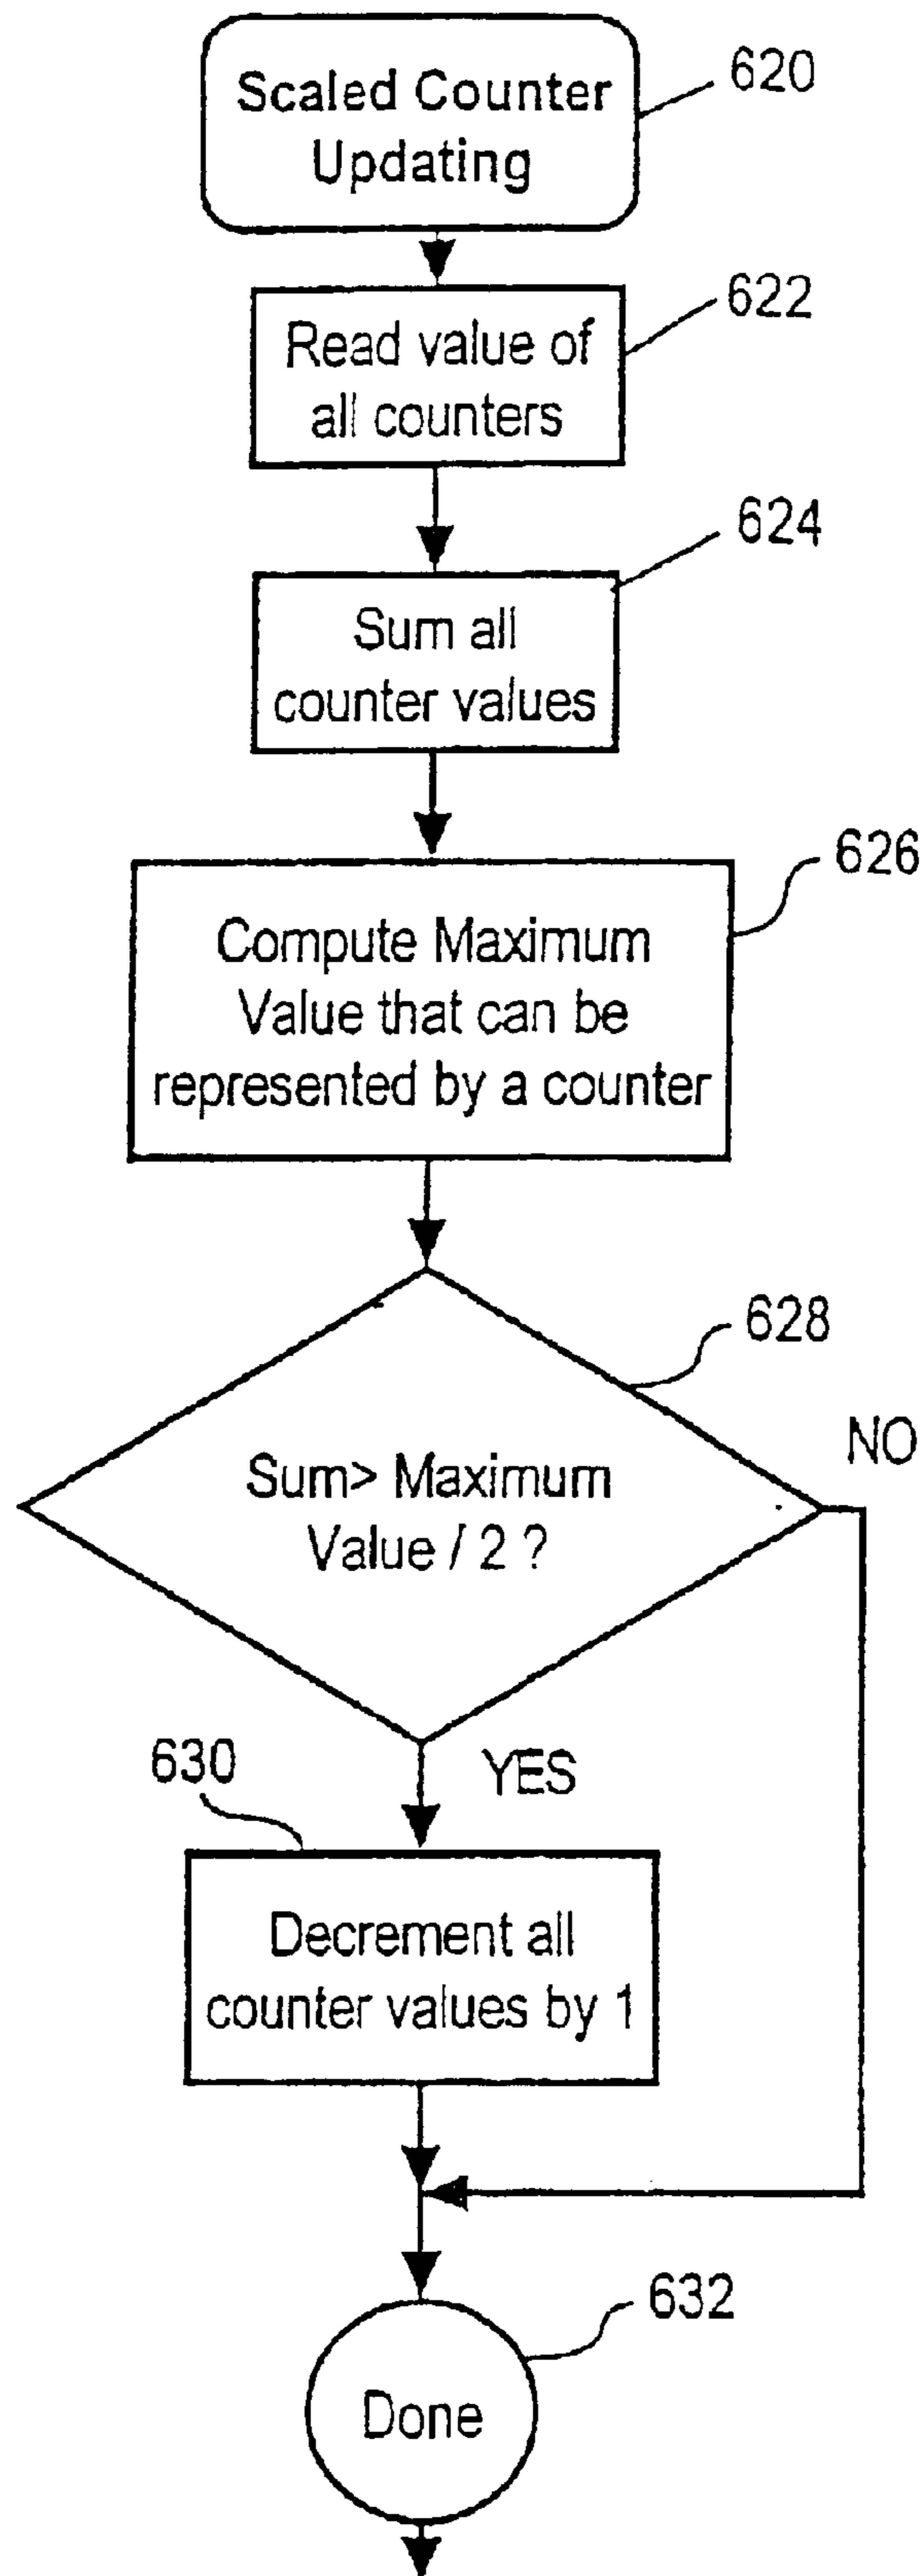 Scaled Counter
Updating
620
Read value of
all counters
622
Sum all
counter values
624
Compute Maximum
Value that can be
represented by a counter
626
Sum> Maximum
Value / 2 ?
628
NO
YES
630
Decrement all
counter values by 1
Done
632